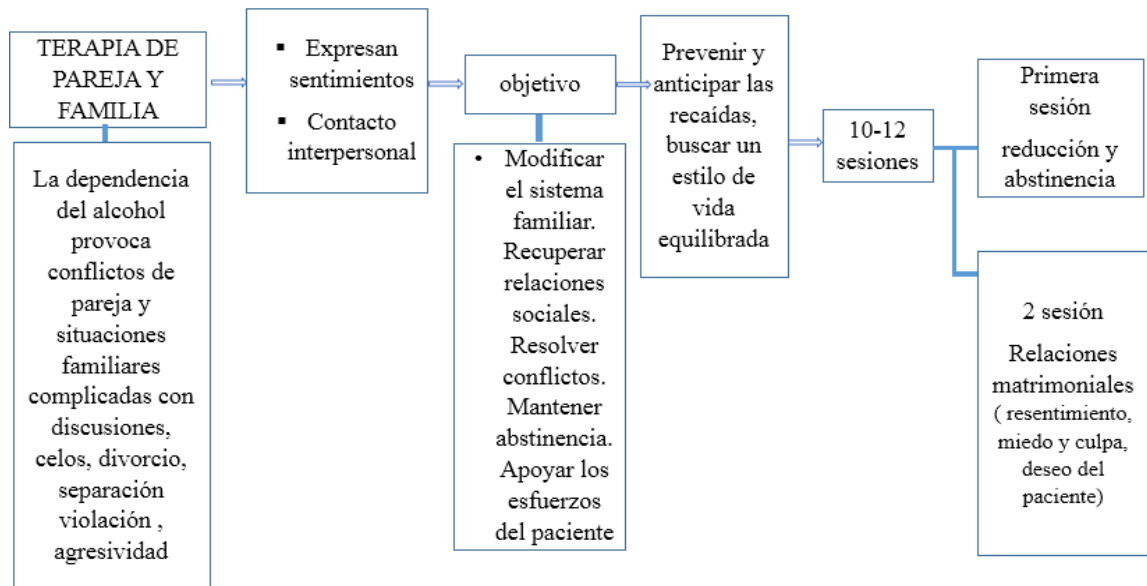 TERAPIA DE
PAREJA Y
FAMILIA
La dependencia
del alcohol
provoca
conflictos de
pareja y
situaciones
familiares
complicadas con
discusiones,
celos, divorcio,
separación
violación ,
agresividad
▪ Expresan
sentimientos
▪ Contacto
interpersonal
objetivo
• Modificar
el sistema
familiar.
Recuperar
relaciones
sociales.
Resolver
conflictos.
Mantener
abstinencia.
Apoyar los
esfuerzos
del paciente
Prevenir y
anticipar las
recaídas,
buscar un
estilo de
vida
equilibrada
10-12
sesiones
Primera
sesión
reducción y
abstinencia
2 sesión
Relaciones
matrimoniales
( resentimiento,
miedo y culpa,
deseo del
paciente)